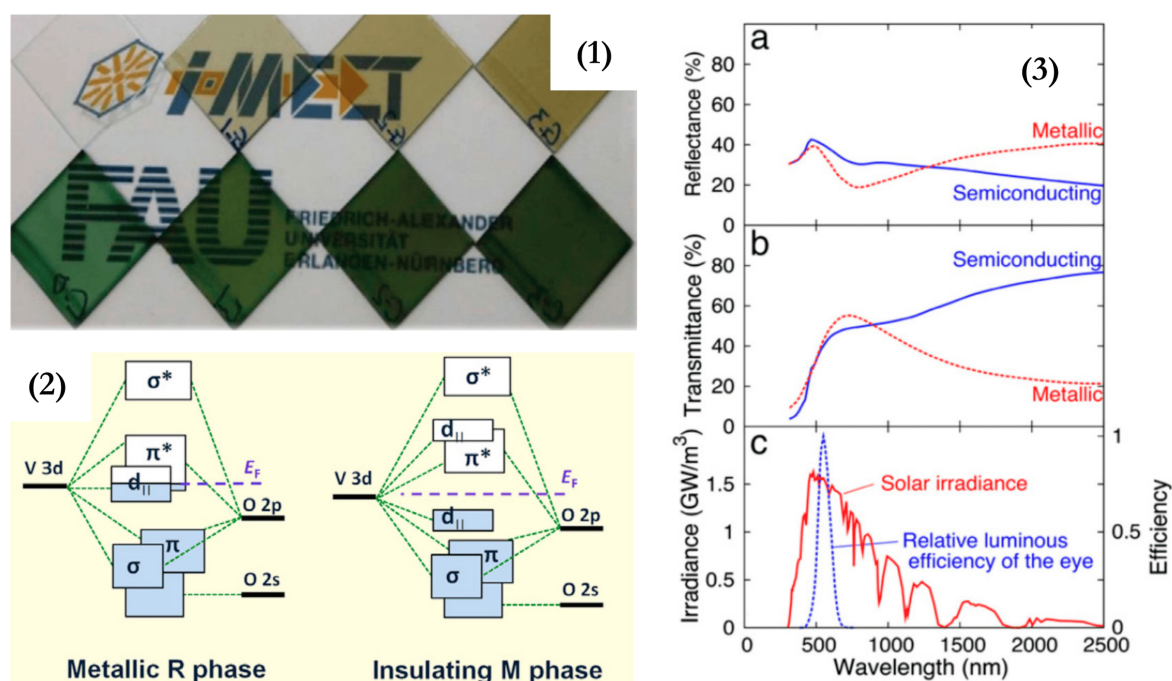 (1)
i-MEET
FAU
FRIEDRICH-ALEXANDER
UNIVERSITÄT
ERLANGEN-NÜRNBERG
(2)
σ*
π*
V 3d
d||
E_F
O 2p
π
σ
O 2s
Metallic R phase
σ*
d||
π*
V 3d
E_F
d||
O 2p
π
σ
O 2s
Insulating M phase
(3)
a
Reflectance (%)
80
60
40
20
0
Metallic
Semiconducting
b
Transmittance (%)
80
60
40
20
0
Semiconducting
Metallic
c
Irradiance (GW/m³)
1.5
1
0.5
0
Solar irradiance
Relative luminous
efficiency of the eye
1
0.5
0
Efficiency
0 500 1000 1500 2000 2500
Wavelength (nm)